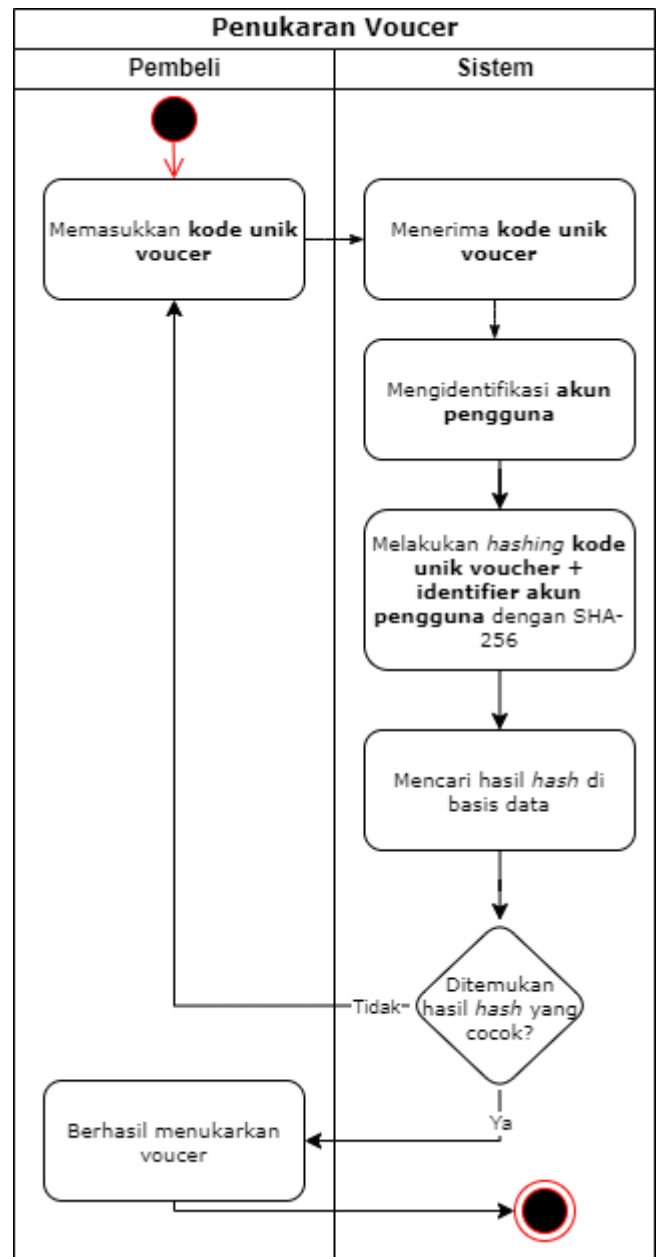 Penukaran Voucer
Pembeli
Sistem
Memasukkan kode unik
voucer
Menerima kode unik
voucer
Mengidentifikasi akun
pengguna
Melakukan hashing kode
unik voucher +
identifier akun
pengguna dengan SHA-
256
Mencari hasil hash di
basis data
Ditemukan
hasil hash yang
cocok?
Tidak
Ya
Berhasil menukarkan
voucer